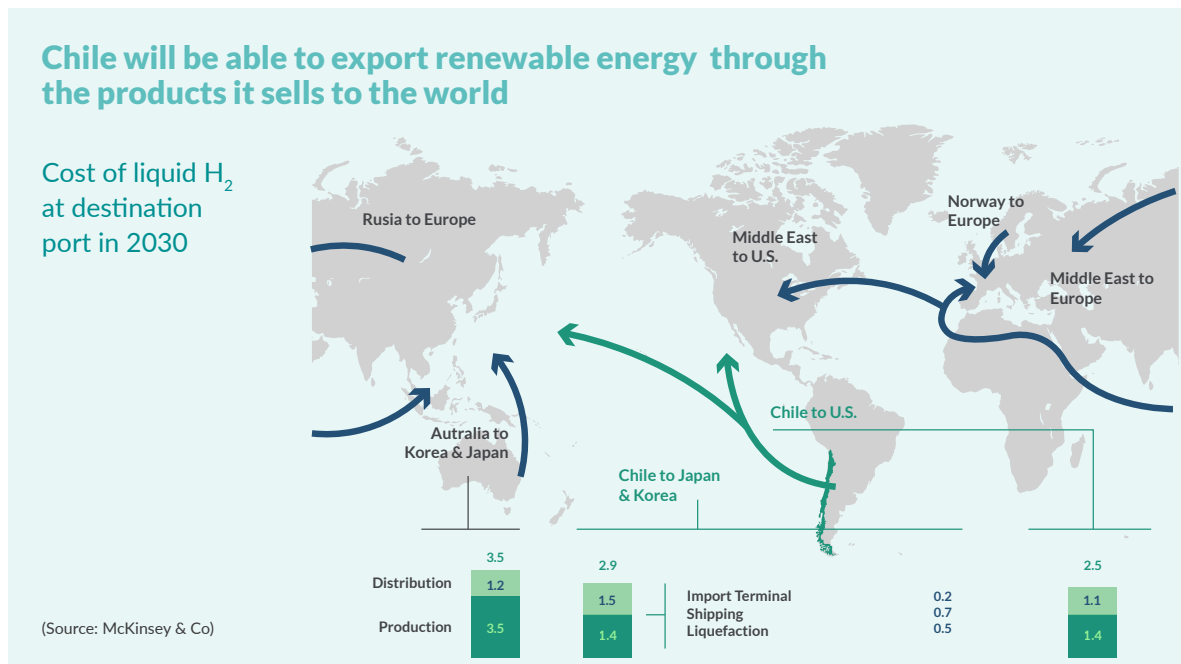 Chile will be able to export renewable energy through
the products it sells to the world
Cost of liquid H2
at destination
port in 2030
Rusia to Europe
Middle East
to U.S.
Norway to
Europe
Middle East to
Europe
Chile to U.S.
Autralia to
Korea & Japan
Chile to Japan
& Korea
3.5
2.9
2.5
Distribution
1.2
1.5
1.1
Production
3.5
1.4
1.4
Import Terminal 0.2
Shipping 0.7
Liquefaction 0.5
(Source: McKinsey & Co)